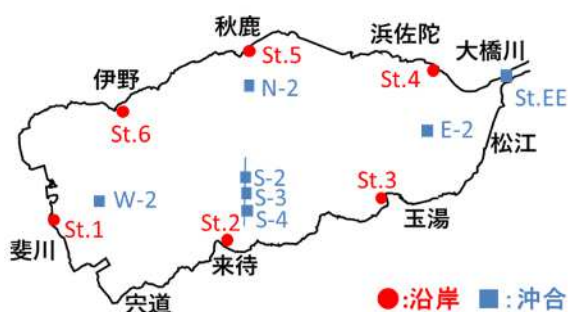 秋鹿
St.5
浜佐陀
St.4
大橋川
St.EE
伊野
St.6
N-2
E-2
松江
S-2
S-3
S-4
W-2
St.1
St.2
St.3
玉湯
斐川
来待
宍道
●:沿岸 ■:沖合